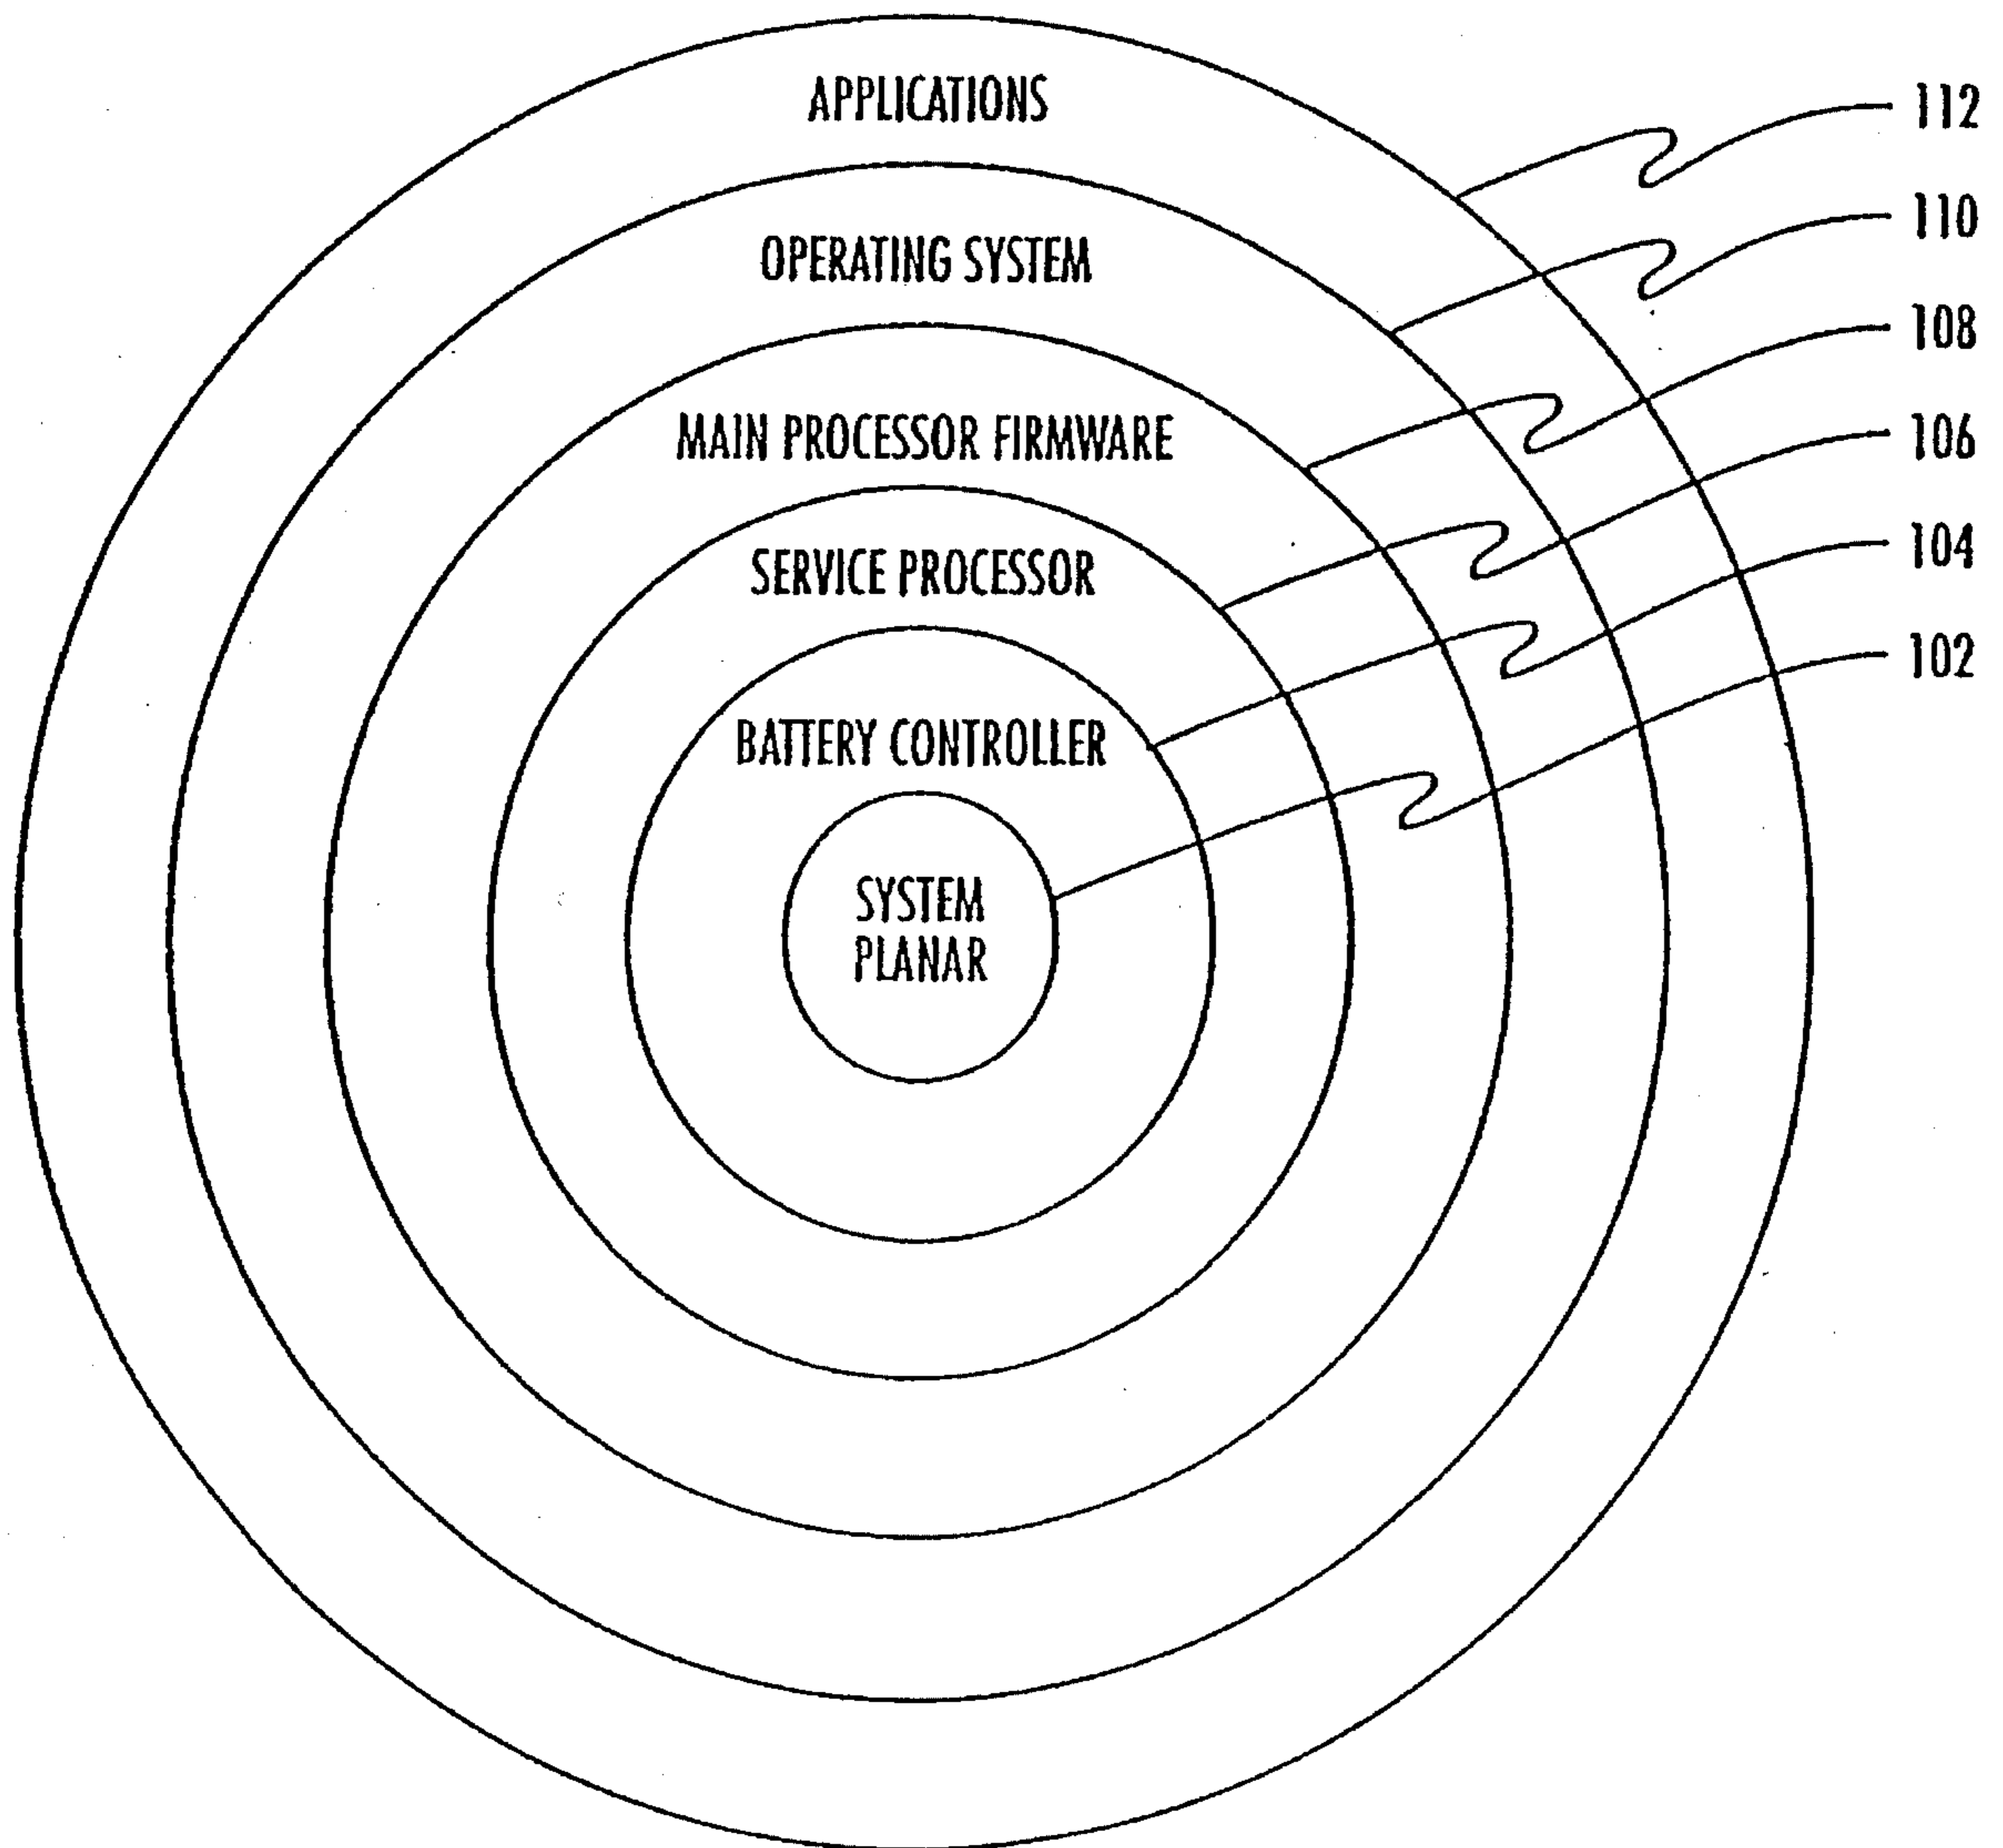 APPLICATIONS
112
110
OPERATING SYSTEM
108
MAIN PROCESSOR FIRMWARE
106
104
SERVICE PROCESSOR
102
BATTERY CONTROLLER
SYSTEM
PLANAR